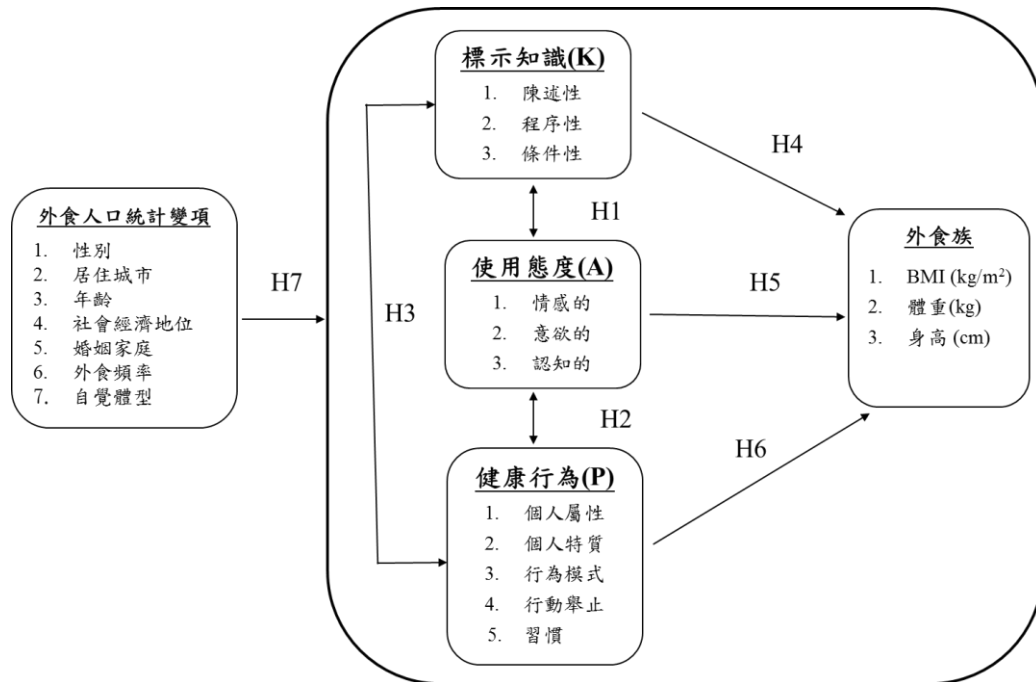 外食人口統計變項
1. 性別
2. 居住城市
3. 年齡
4. 社會經濟地位
5. 婚姻家庭
6. 外食頻率
7. 自覺體型
H7
標示知識(K)
1. 陳述性
2. 程序性
3. 條件性
H1
H3
使用態度(A)
1. 情感的
2. 意欲的
3. 認知的
H2
健康行為(P)
1. 個人屬性
2. 個人特質
3. 行為模式
4. 行動舉止
5. 習慣
H4
H5
H6
外食族
1. BMI (kg/m²)
2. 體重(kg)
3. 身高 (cm)